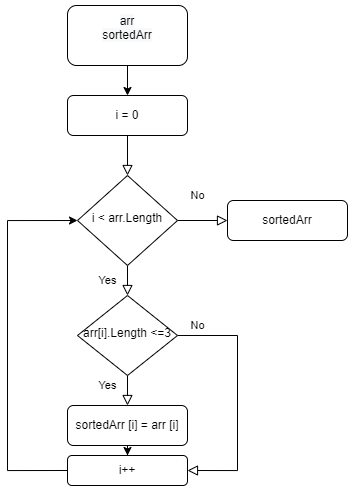 arr
sortedArr
i = 0
No
i < arr.Length
sortedArr
Yes
arr[i].Length <=3
No
Yes
sortedArr [i] = arr [i]
i++